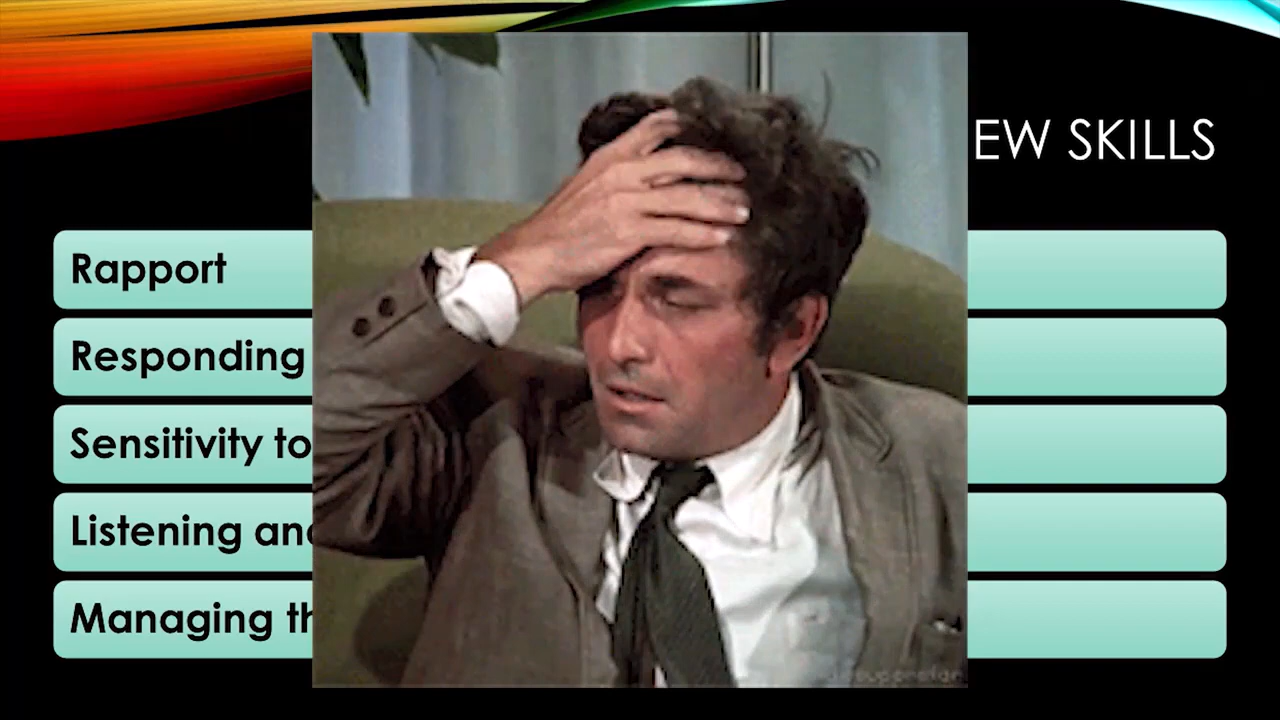 EW SKILLS
Rapport
Responding
Sensitivity to
Listening and
Managing th